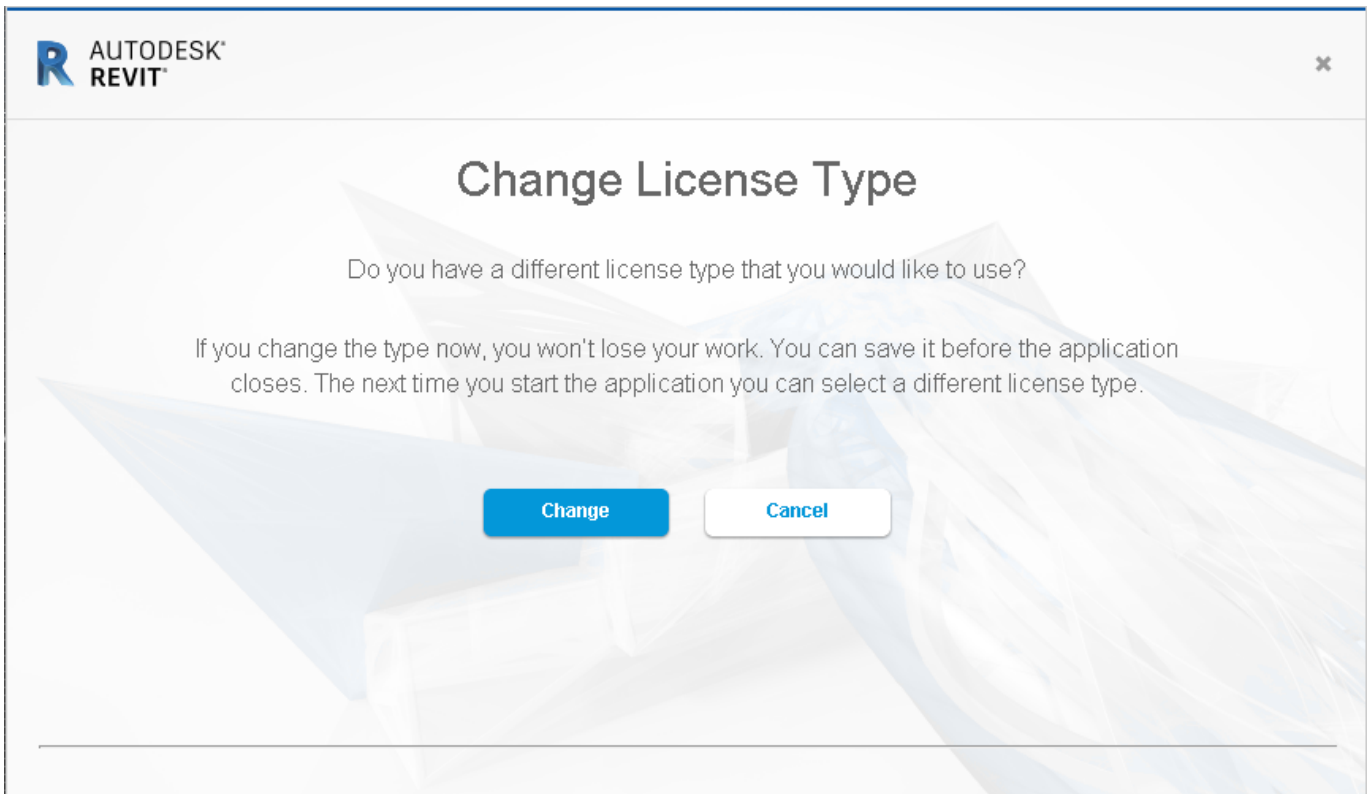 AUTODESK®
REVIT®
Change License Type
Do you have a different license type that you would like to use?
If you change the type now, you won't lose your work. You can save it before the application
closes. The next time you start the application you can select a different license type.
Change
Cancel